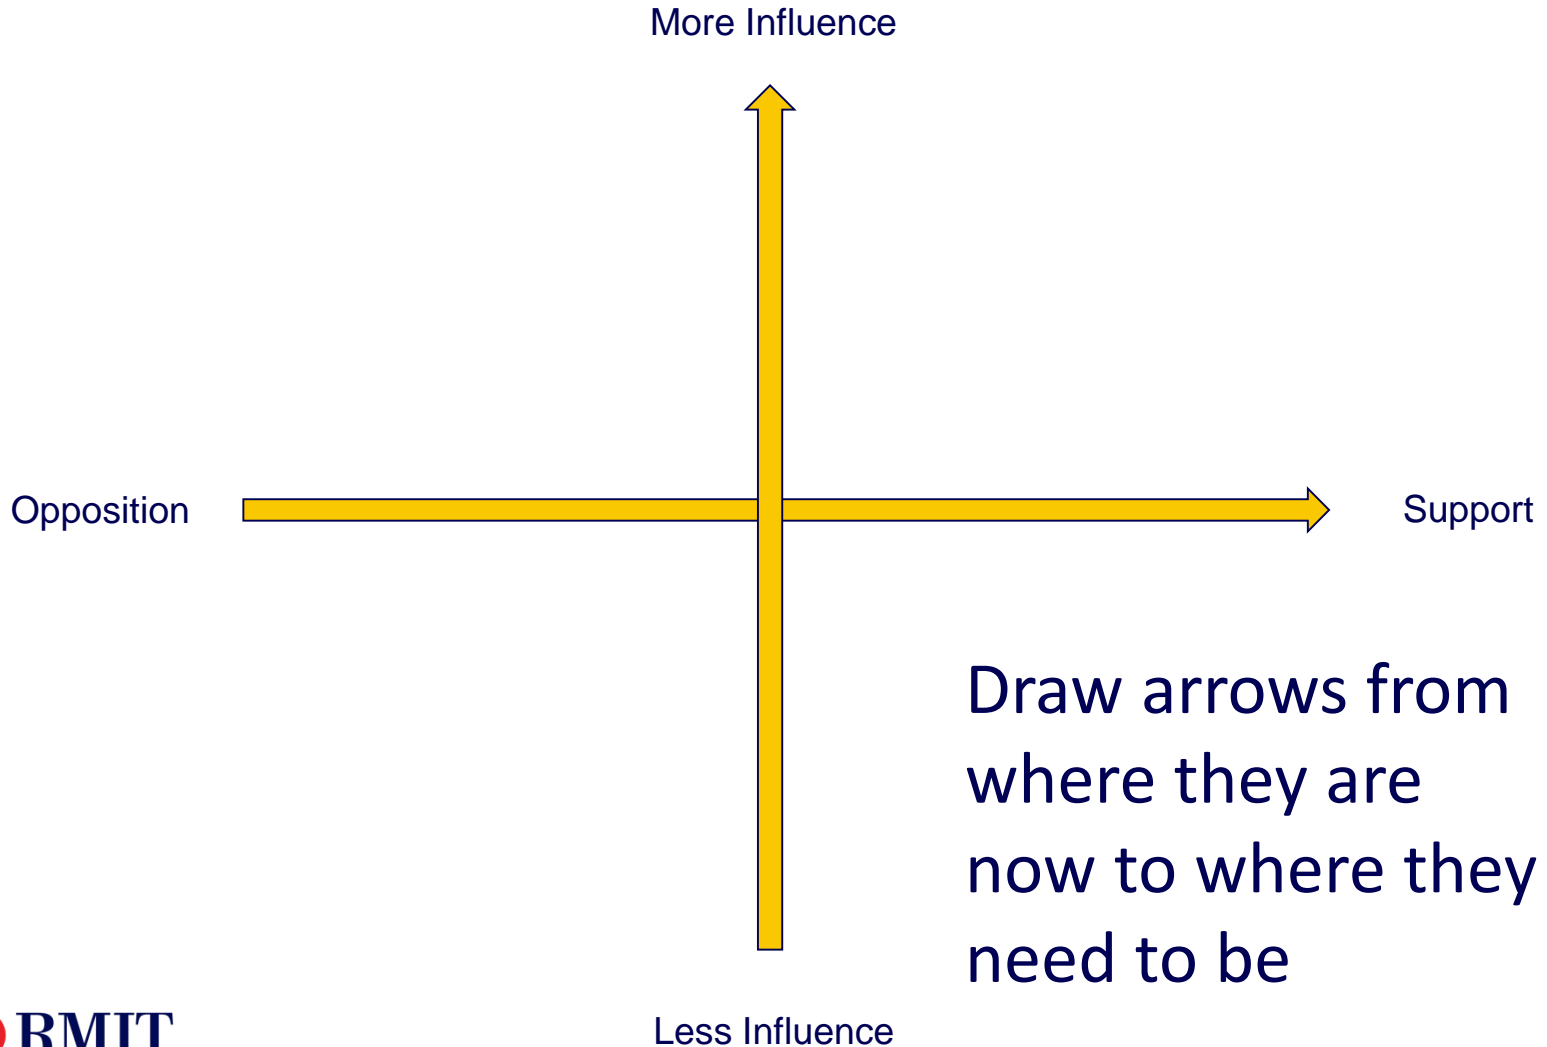 More Influence
Opposition
Support
Draw arrows from
where they are
now to where they
need to be
RMIT
Less Influence